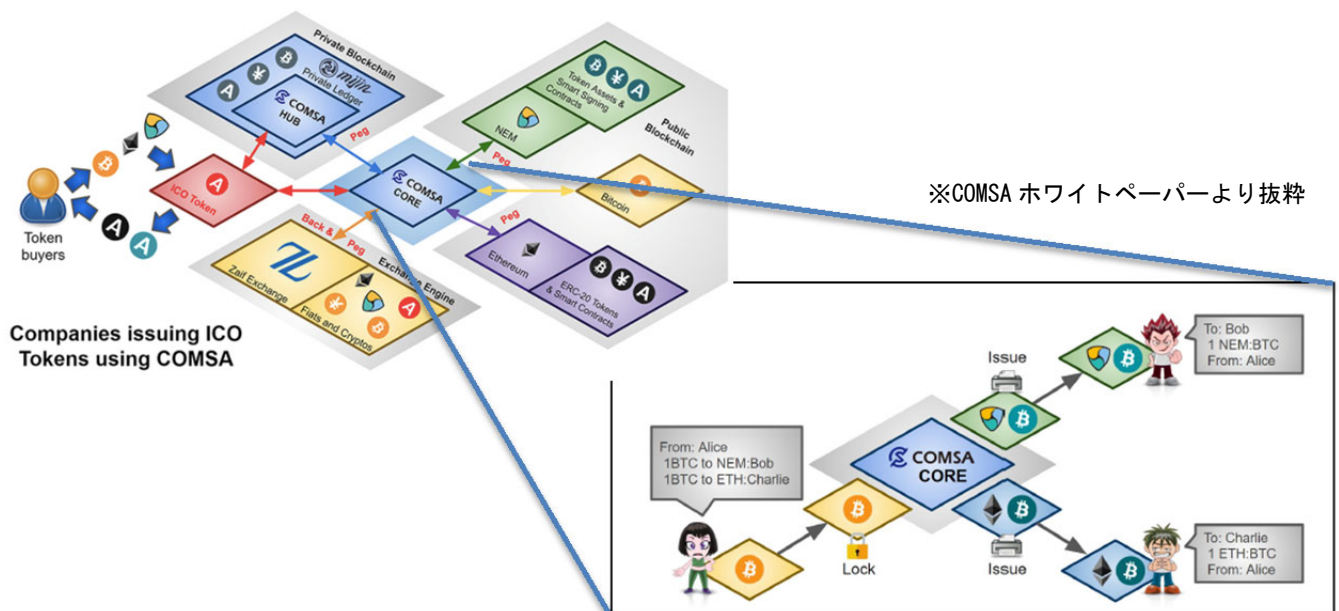 Private Blockchain
mijin
Private Ledger
COMSA
HUB
Peg
Token Assets &
Smart Signing
Contracts
NEM
Public
Blockchain
Peg
ICO Token
COMSA
CORE
Bitcoin
※COMSA ホワイトペーパーより抜粋
Token
buyers
Back &
Peg
Peg
Exchange Engine
Zaif Exchange
Fiats and Cryptos
Ethereum
ERC-20 Tokens
& Smart Contracts
Companies issuing ICO
Tokens using COMSA
Issue
To: Bob
1 NEM:BTC
From: Alice
From: Alice
1BTC to NEM:Bob
1BTC to ETH:Charlie
COMSA
CORE
Lock
Issue
To: Charlie
1 ETH:BTC
From: Alice